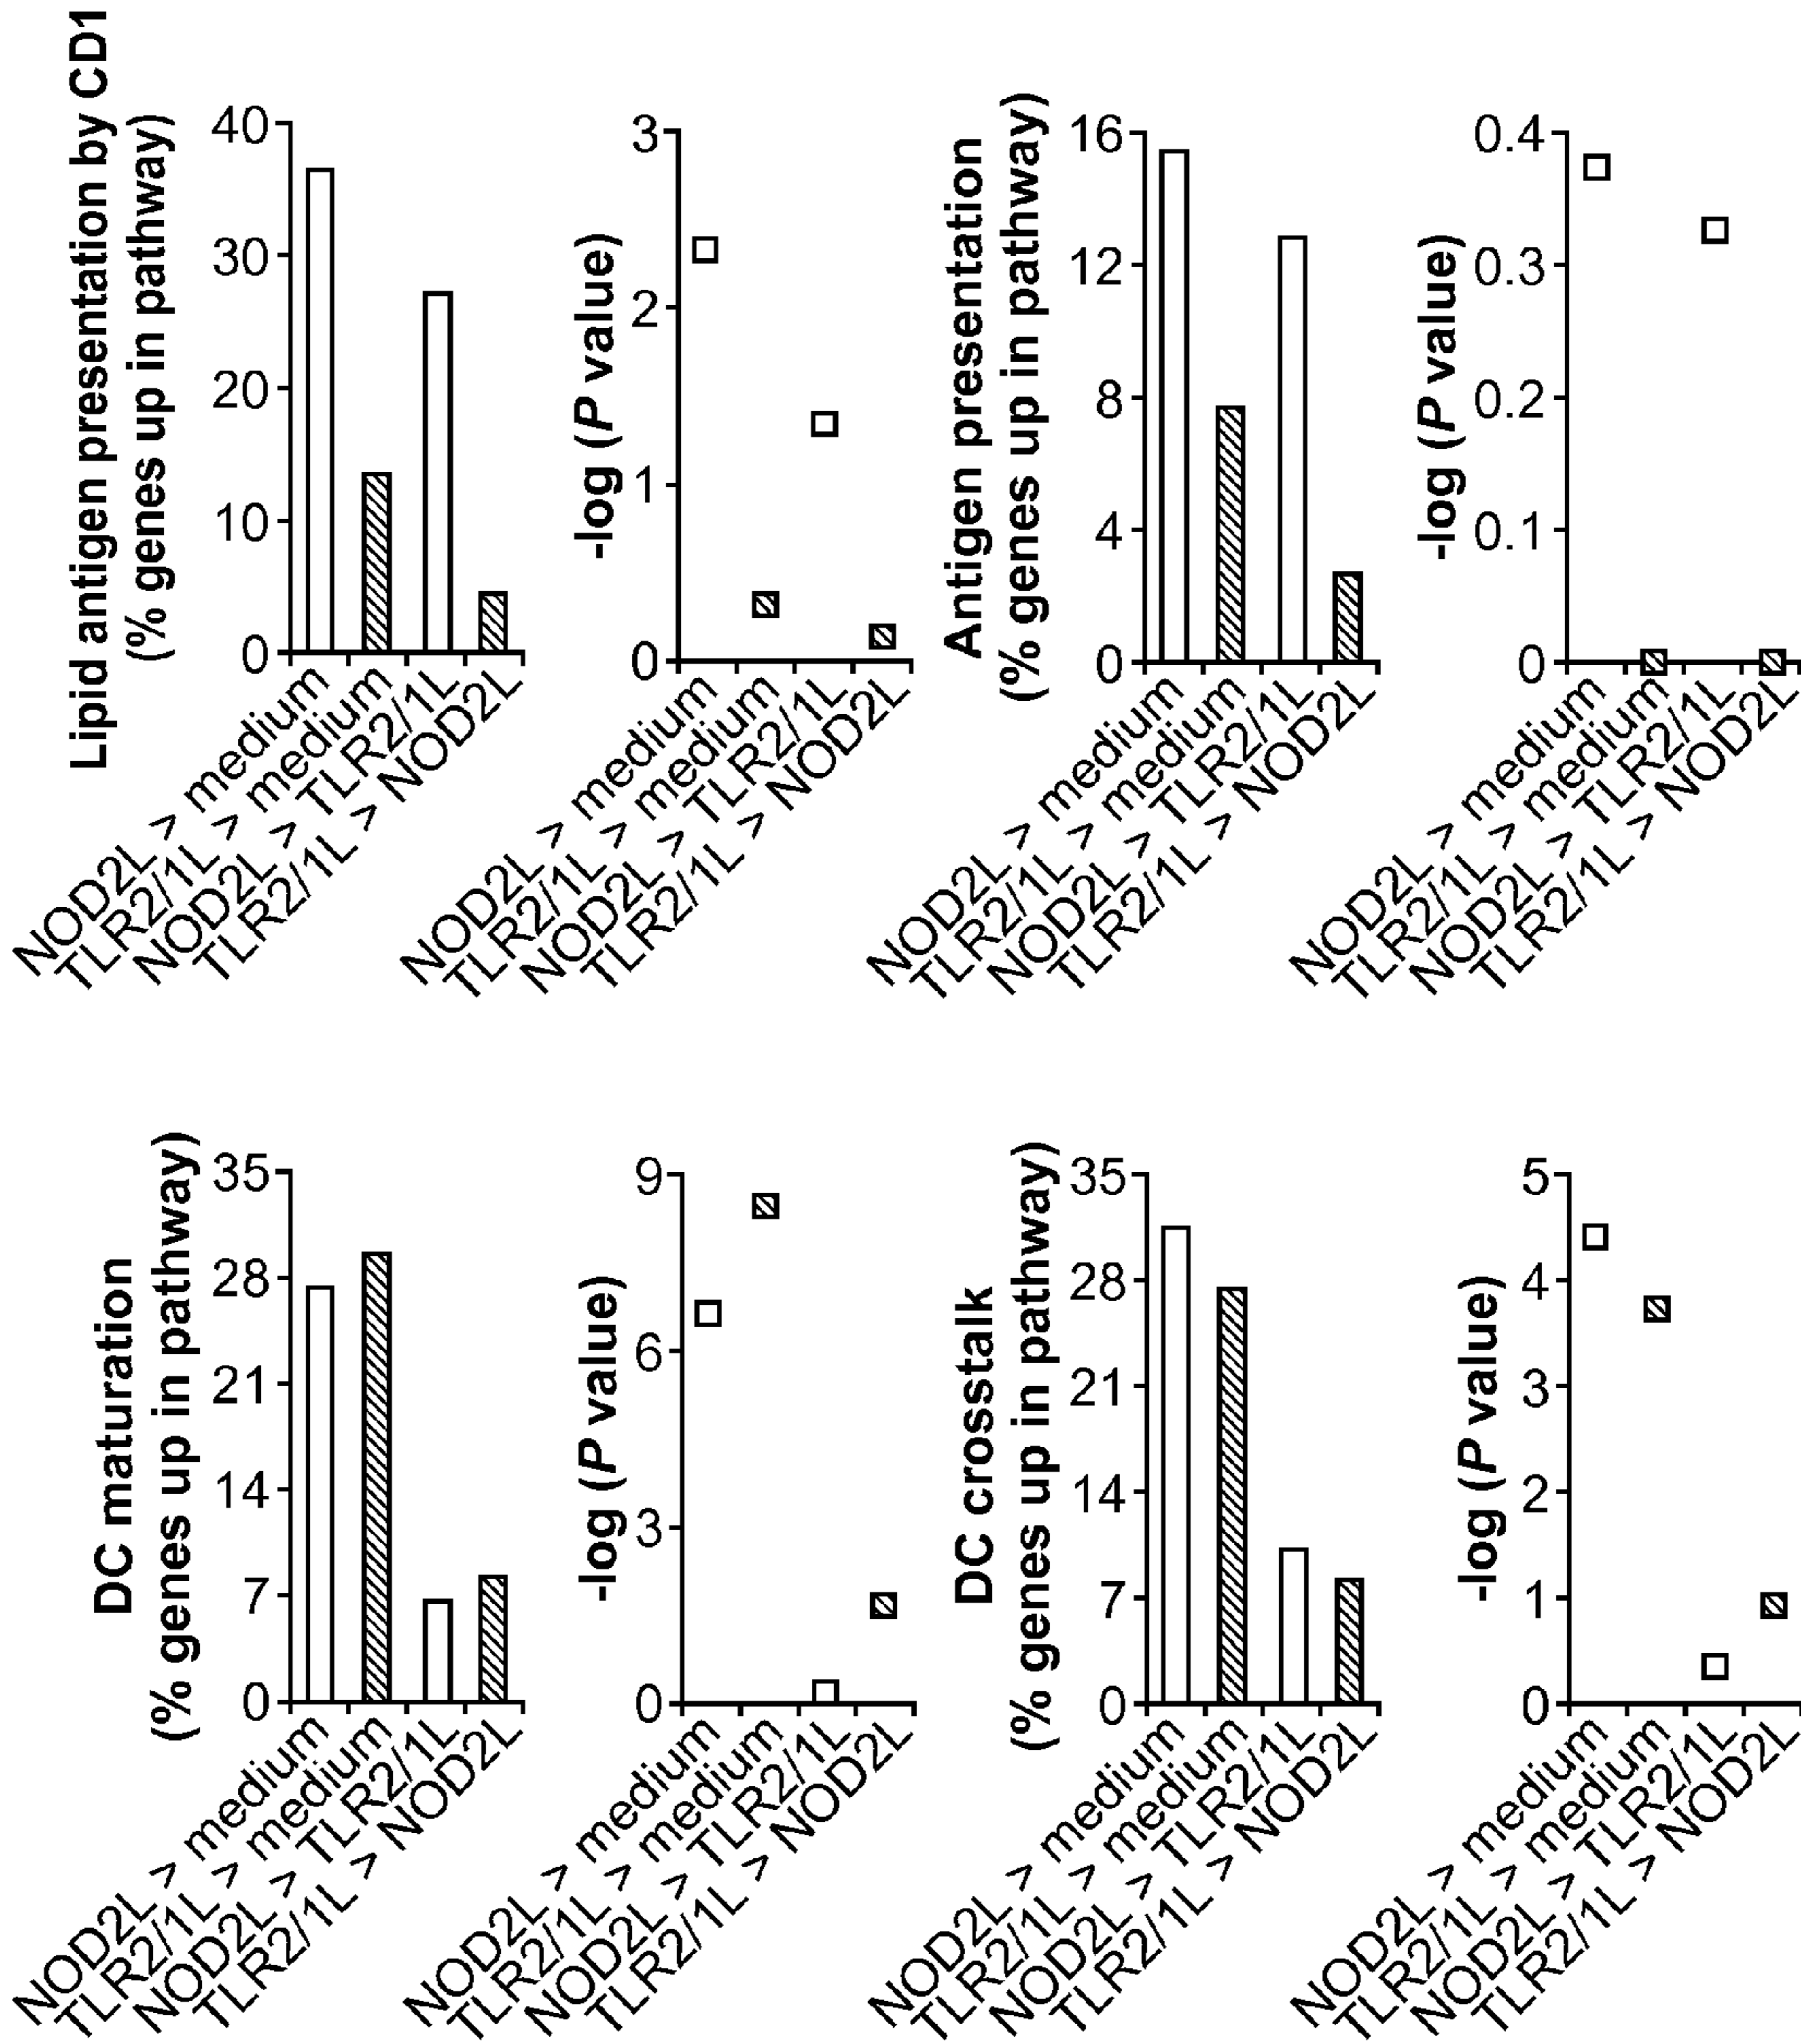 Lipid antigen presentation by CD1
(% genes up in pathway)
40
30
20
10
0
NOD2L > medium
TLR2/1L > medium
NOD2L > TLR2/1L
TLR2/1L > NOD2L
-log (P value)
3
2
1
0
NOD2L > medium
TLR2/1L > medium
NOD2L > TLR2/1L
TLR2/1L > NOD2L
Antigen presentation
(% genes up in pathway)
16
12
8
4
0
NOD2L > medium
TLR2/1L > medium
NOD2L > TLR2/1L
TLR2/1L > NOD2L
-log (P value)
0.4
0.3
0.2
0.1
0
NOD2L > medium
TLR2/1L > medium
NOD2L > TLR2/1L
TLR2/1L > NOD2L
DC maturation
(% genes up in pathway)
35
28
21
14
7
0
NOD2L > medium
TLR2/1L > medium
NOD2L > TLR2/1L
TLR2/1L > NOD2L
-log (P value)
9
6
3
0
NOD2L > medium
TLR2/1L > medium
NOD2L > TLR2/1L
TLR2/1L > NOD2L
DC crosstalk
(% genes up in pathway)
35
28
21
14
7
0
NOD2L > medium
TLR2/1L > medium
NOD2L > TLR2/1L
TLR2/1L > NOD2L
-log (P value)
5
4
3
2
1
0
NOD2L > medium
TLR2/1L > medium
NOD2L > TLR2/1L
TLR2/1L > NOD2L